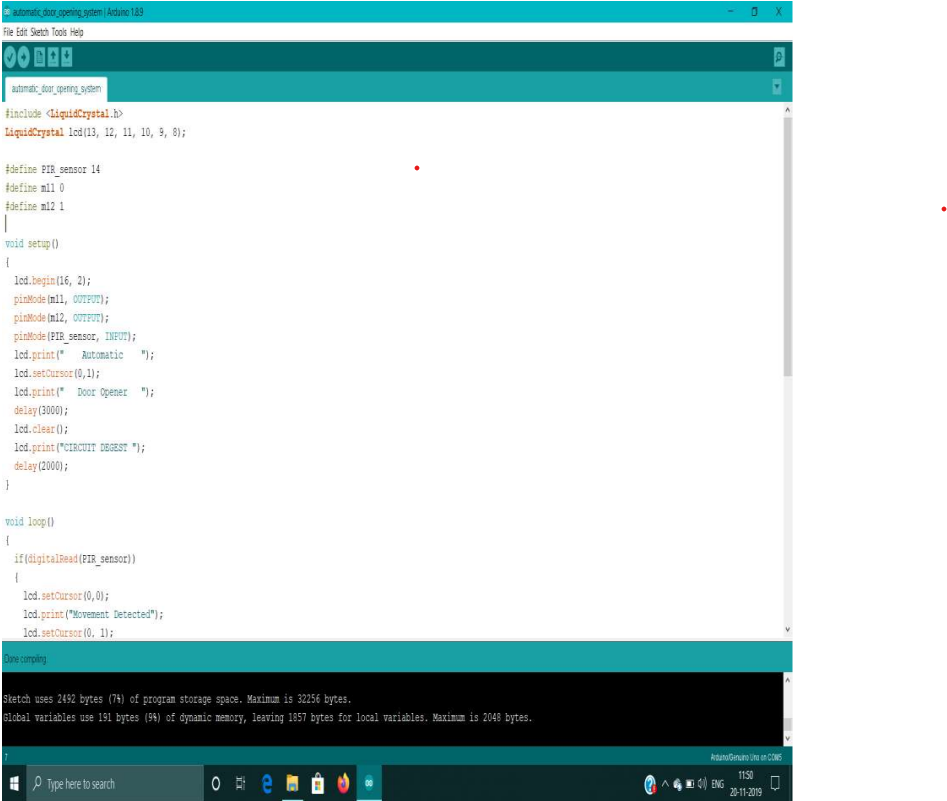 automatic_door_opening_system | Arduino 1.8.9
File Edit Sketch Tools Help
automatic_door_opening_system
#include <LiquidCrystal.h>
LiquidCrystal lcd(13, 12, 11, 10, 9, 8);
#define PIR_sensor 14
#define m11 0
#define m12 1
void setup()
{
lcd.begin(16, 2);
pinMode(m11, OUTPUT);
pinMode(m12, OUTPUT);
pinMode(PIR_sensor, INPUT);
lcd.print("   Automatic    ");
lcd.setCursor(0,1);
lcd.print("  Door Opener   ");
delay(3000);
lcd.clear();
lcd.print("CIRCUIT DEGEST ");
delay(2000);
}
void loop()
{
if(digitalRead(PIR_sensor))
{
lcd.setCursor(0,0);
lcd.print("Movement Detected");
lcd.setCursor(0, 1);
Done compiling.
Sketch uses 2492 bytes (7%) of program storage space. Maximum is 32256 bytes.
Global variables use 191 bytes (9%) of dynamic memory, leaving 1857 bytes for local variables. Maximum is 2048 bytes.
7
Arduino/Genuino Uno on COM5
Type here to search
ENG
11:50
20-11-2019